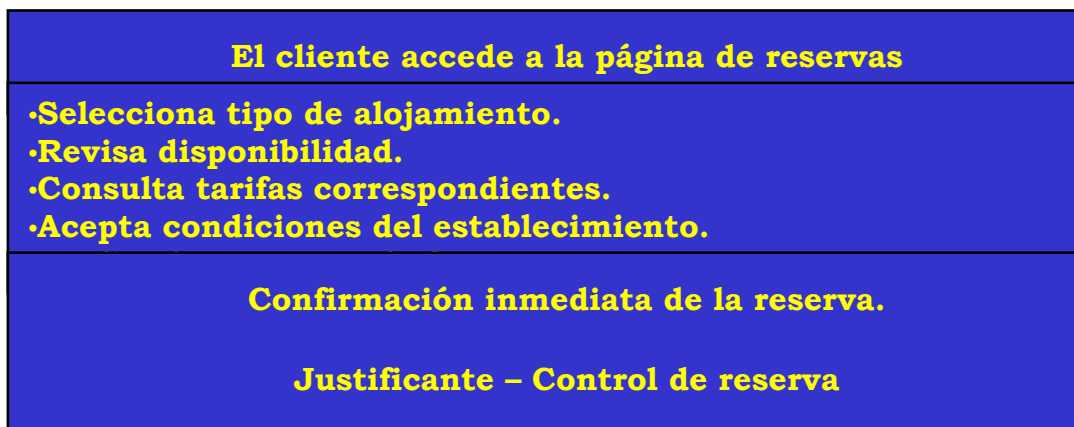 El cliente accede a la página de reservas
•Selecciona tipo de alojamiento.
•Revisa disponibilidad.
•Consulta tarifas correspondientes.
•Acepta condiciones del establecimiento.
Confirmación inmediata de la reserva.
Justificante – Control de reserva